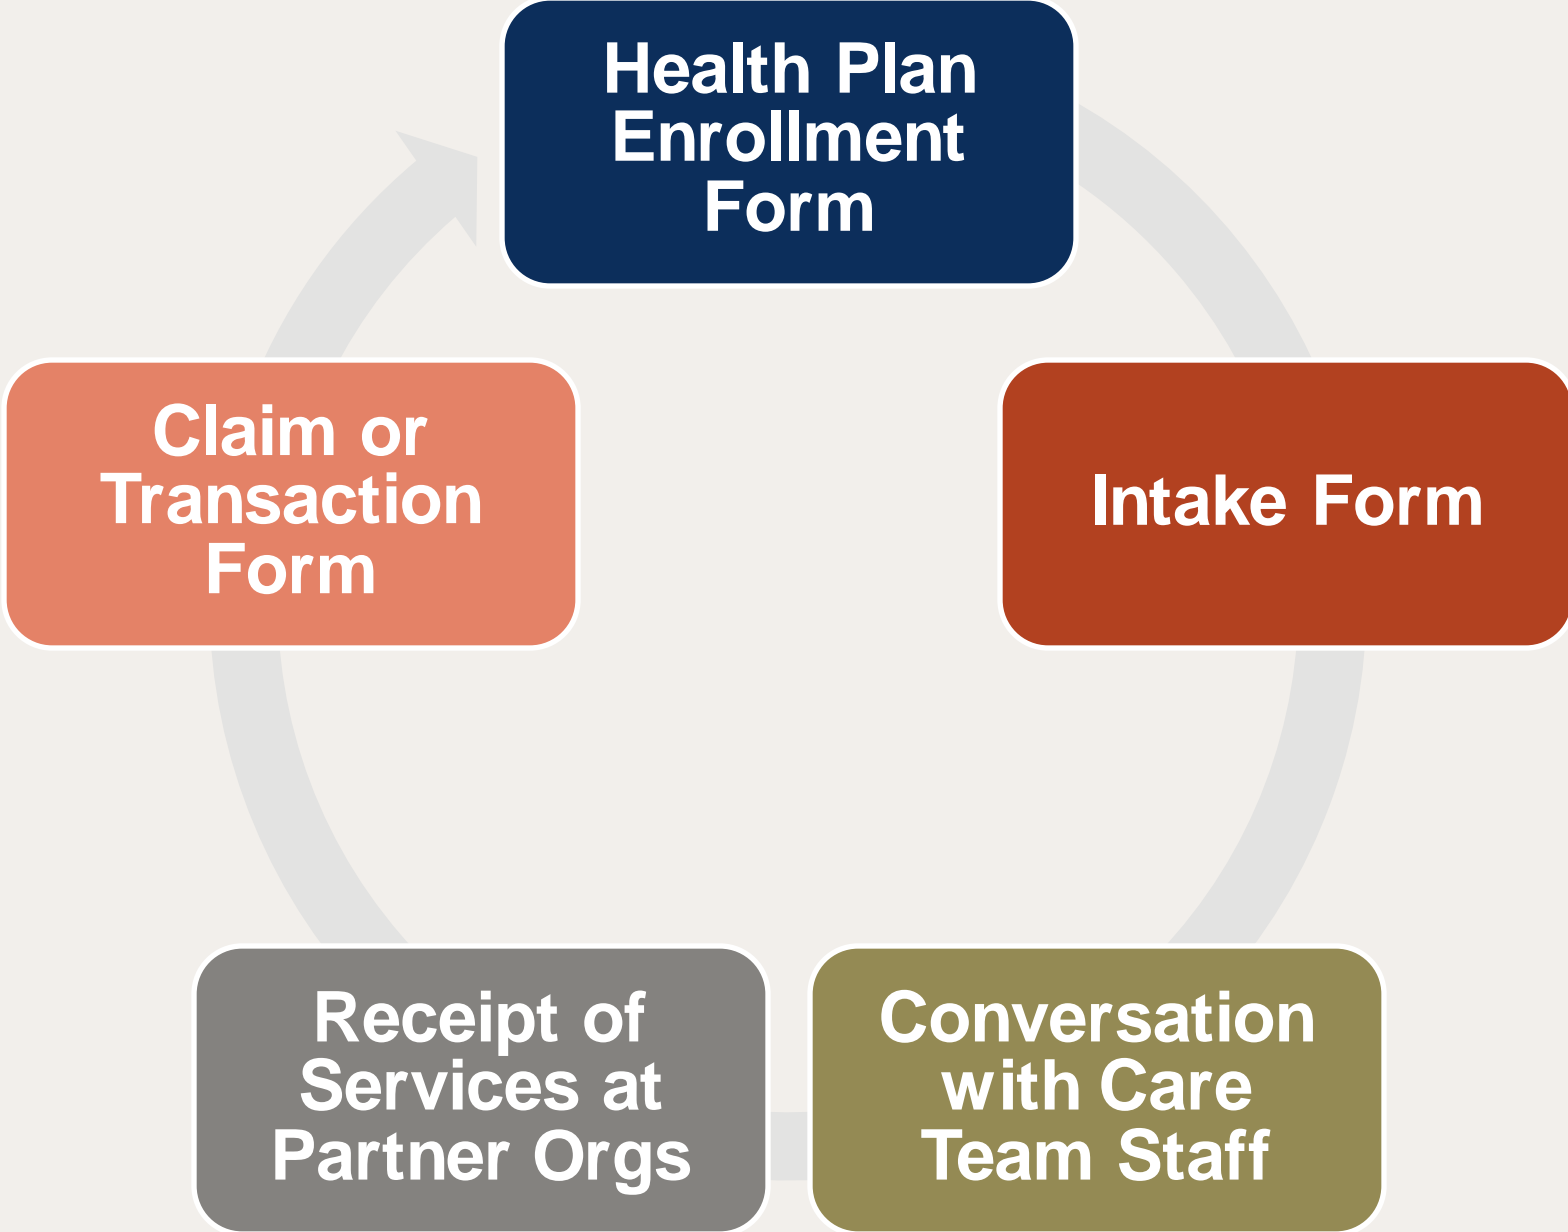 Health Plan
Enrollment
Form
Intake Form
Conversation
with Care
Team Staff
Receipt of
Services at
Partner Orgs
Claim or
Transaction
Form